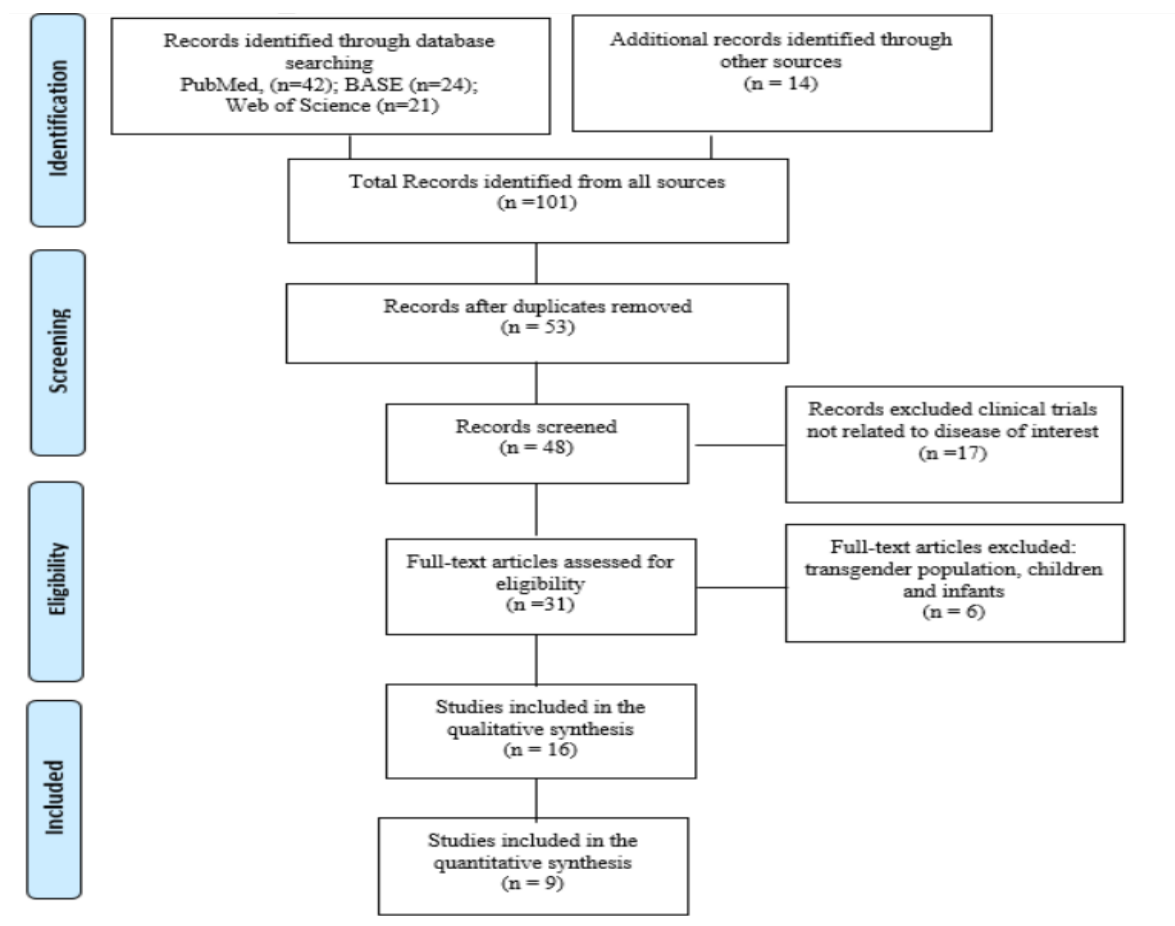 Identification
Records identified through database
searching
PubMed, (n=42); BASE (n=24);
Web of Science (n=21)
Additional records identified through
other sources
(n = 14)
Total Records identified from all sources
(n =101)
Screening
Records after duplicates removed
(n = 53)
Records screened
(n = 48)
Records excluded clinical trials
not related to disease of interest
(n =17)
Eligibility
Full-text articles assessed for
eligibility
(n =31)
Full-text articles excluded:
transgender population, children
and infants
(n = 6)
Included
Studies included in the
qualitative synthesis
(n = 16)
Studies included in the
quantitative synthesis
(n = 9)